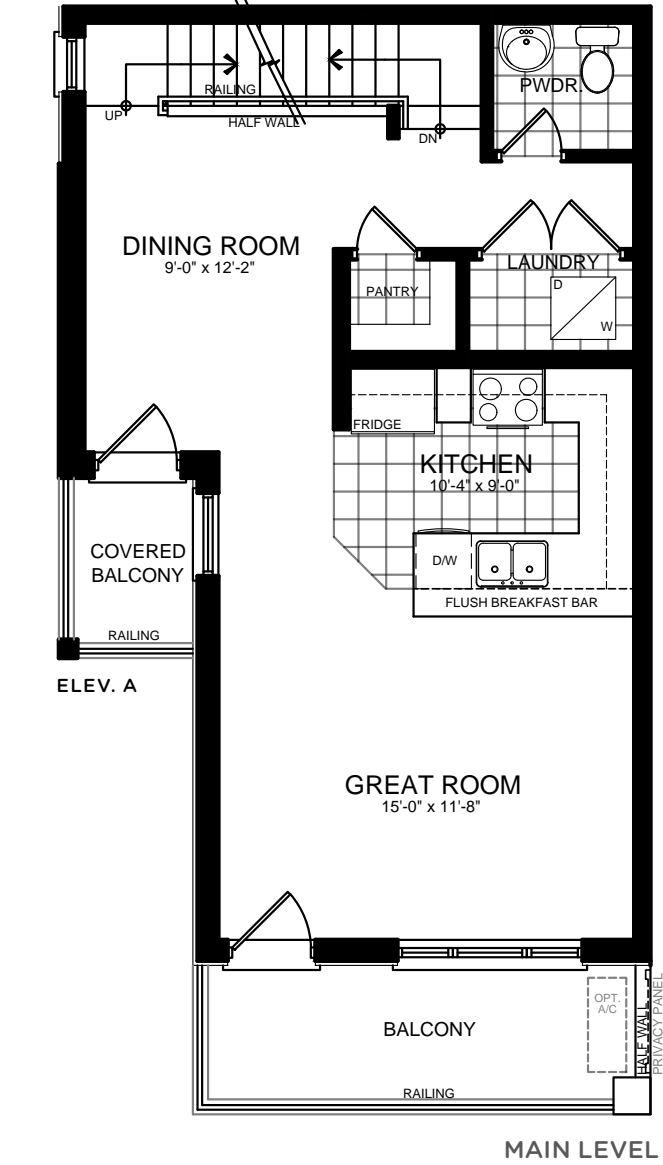 PWDR.
RAILING
UP
HALF WALL
DN
DINING ROOM
9'-0" x 12'-2"
LAUNDRY
D
PANTRY
W
FRIDGE
KITCHEN
10'-4" x 9'-0"
COVERED
BALCONY
D/W
FLUSH BREAKFAST BAR
RAILING
ELEV. A
GREAT ROOM
15'-0" x 11'-8"
OPT.
A/C
BALCONY
HALF WALL
PRIVACY PANEL
RAILING
MAIN LEVEL